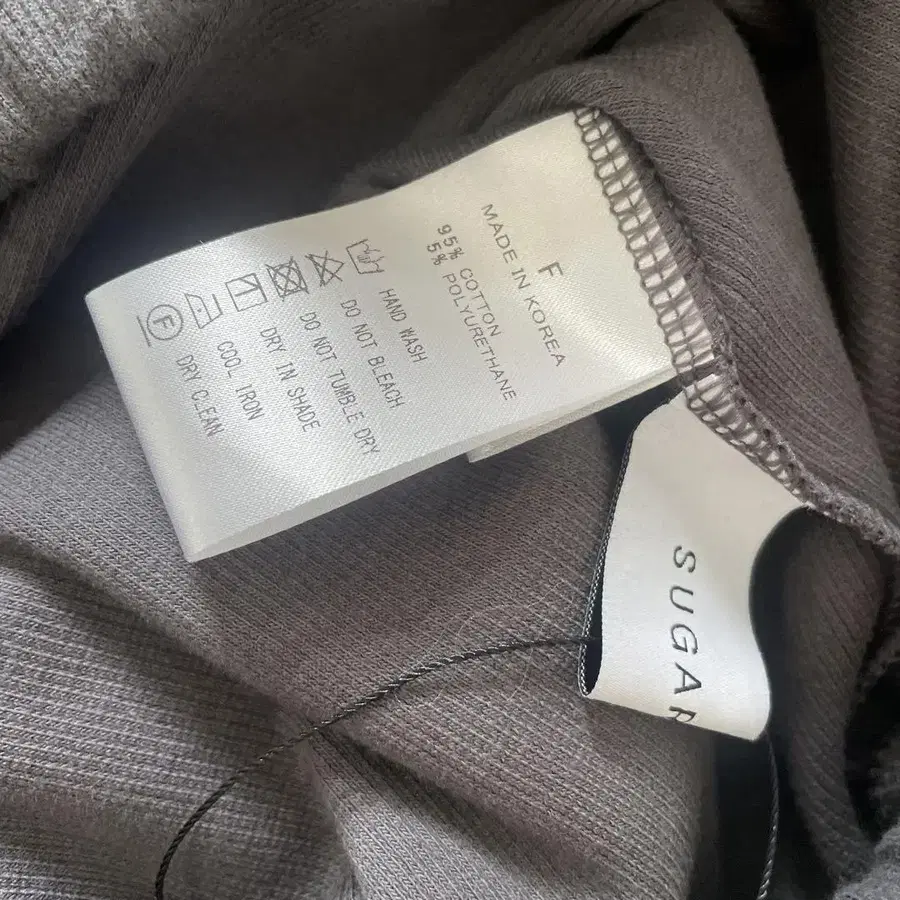 F
MADE IN KOREA
95% COTTON
5% POLYURETHANE
HAND WASH
DO NOT BLEACH
DO NOT TUMBLE DRY
DRY IN SHADE
COOL IRON
F DRY CLEAN
SUGAR